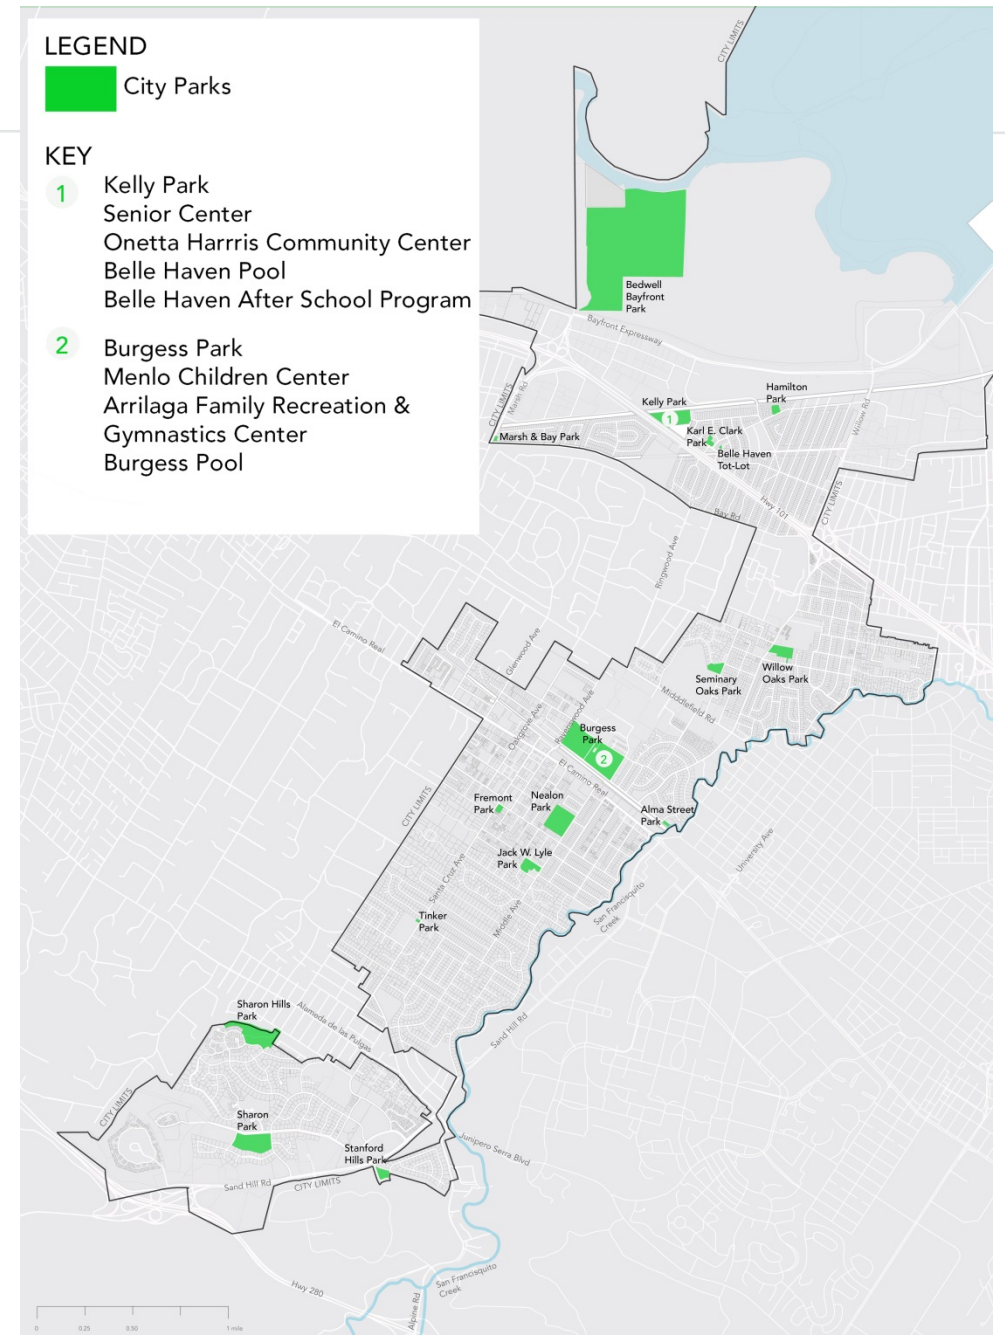 LEGEND
City Parks
KEY
1
Kelly Park
Senior Center
Onetta Harrris Community Center
Belle Haven Pool
Belle Haven After School Program
2
Burgess Park
Menlo Children Center
Arrilaga Family Recreation &
Gymnastics Center
Burgess Pool
CITY LIMITS
Bedwell
Bayfront
Park
Bayfront Expressway
CITY LIMITS
Marsh Rd
Kelly Park
1
Hamilton
Park
Willow Rd
Marsh & Bay Park
Karl E. Clark
Park
Belle Haven
Tot-Lot
Hwy 101
CITY LIMITS
Bay Rd
Ringwood Ave
El Camino Real
Glenwood Ave
Seminary
Oaks Park
Willow
Oaks Park
Midddlefield Rd
Oakgrove Ave
Ravenswood Ave
Burgess
Park
2
El Camino Real
CITY LIMITS
Fremont
Park
Nealon
Park
Alma Street
Park
University Ave
Jack W. Lyle
Park
Santa Cruz Ave
Middle Ave
San Francisquito
Creek
Tinker
Park
Sharon Hills
Park
Alameda de las Pulgas
Sand Hill Rd
CITY LIMITS
Sharon
Park
Stanford
Hills Park
Junipero Serra Blvd
Sand Hill Rd
CITY LIMITS
Hwy 280
San Francisquito
Creek
Alpine Rd
0 0.25 0.50 1 mile